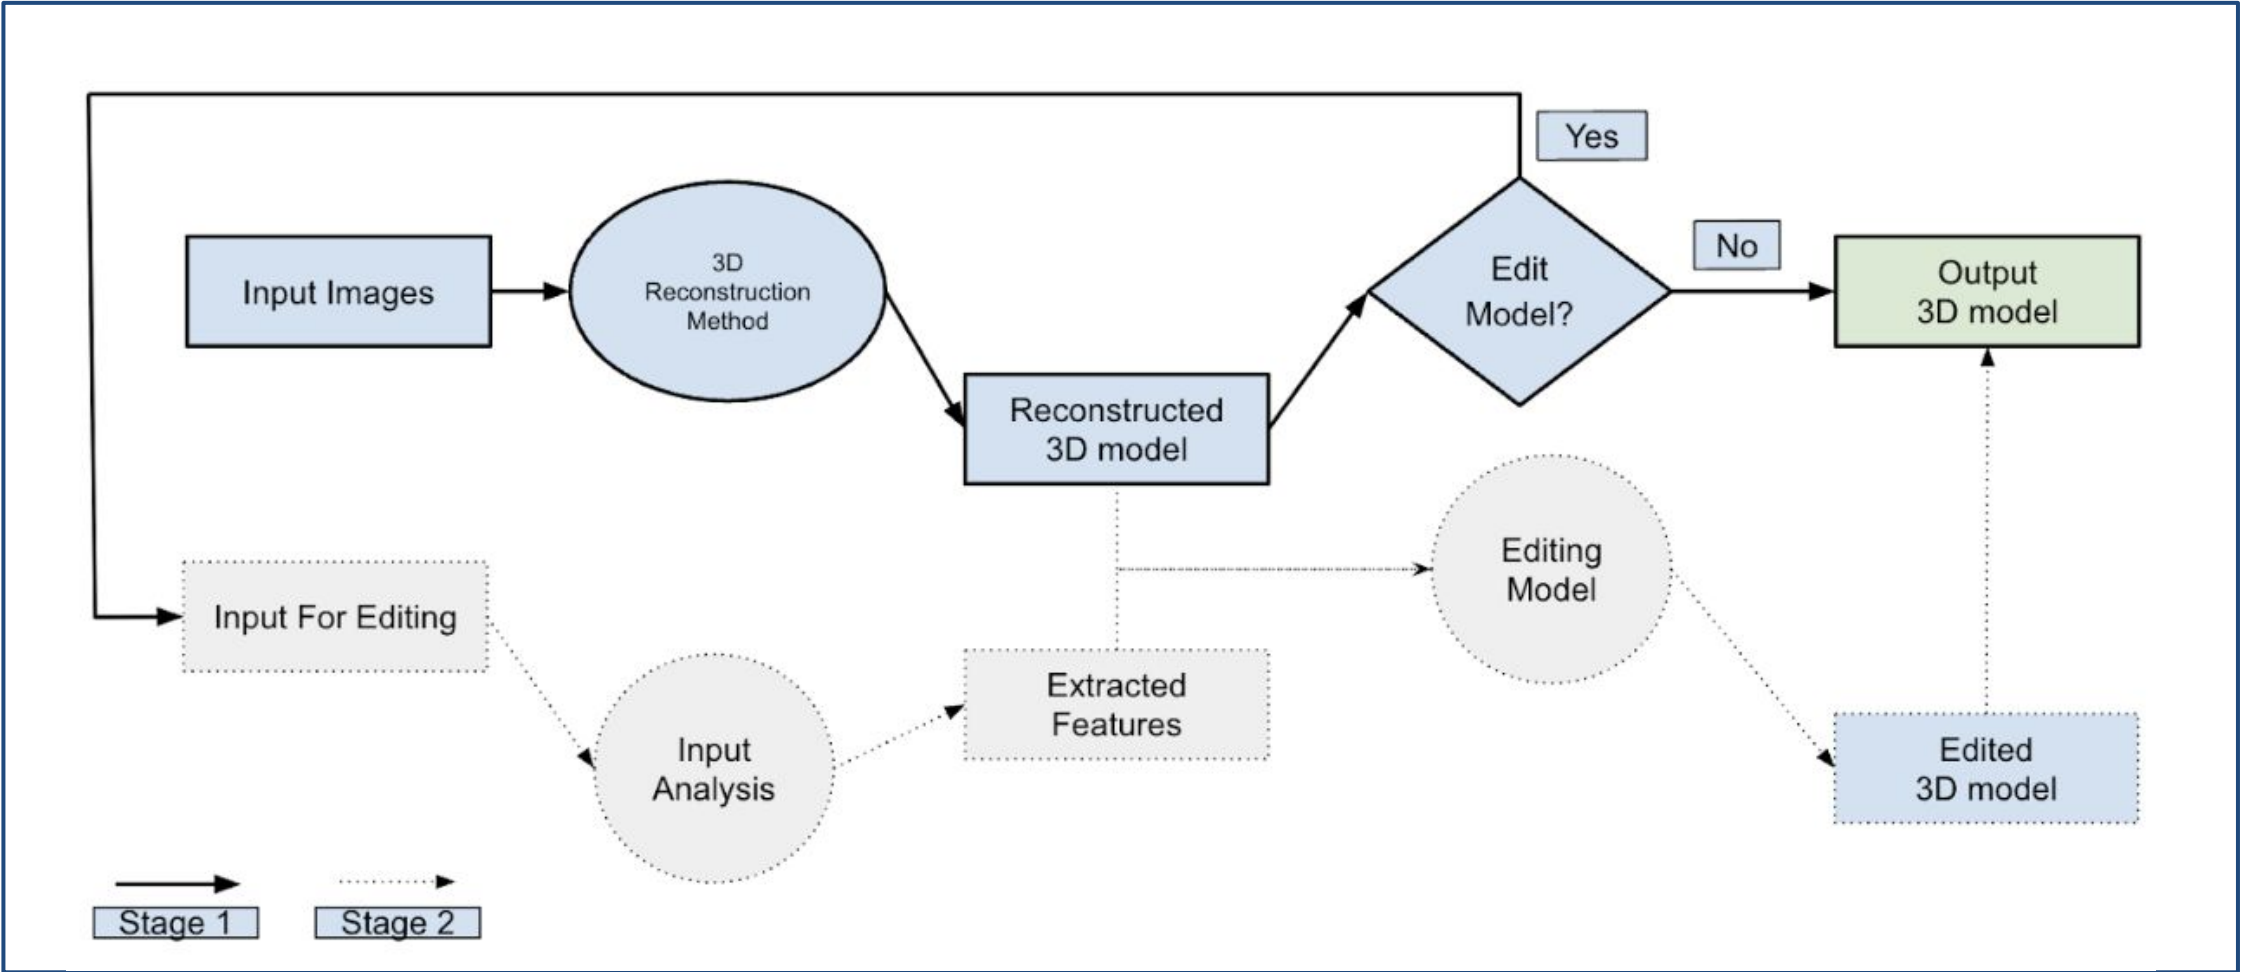 Yes
No
Input Images
3D
Reconstruction
Method
Reconstructed
3D model
Edit
Model?
Output
3D model
Input For Editing
Input
Analysis
Extracted
Features
Editing
Model
Edited
3D model
Stage 1
Stage 2